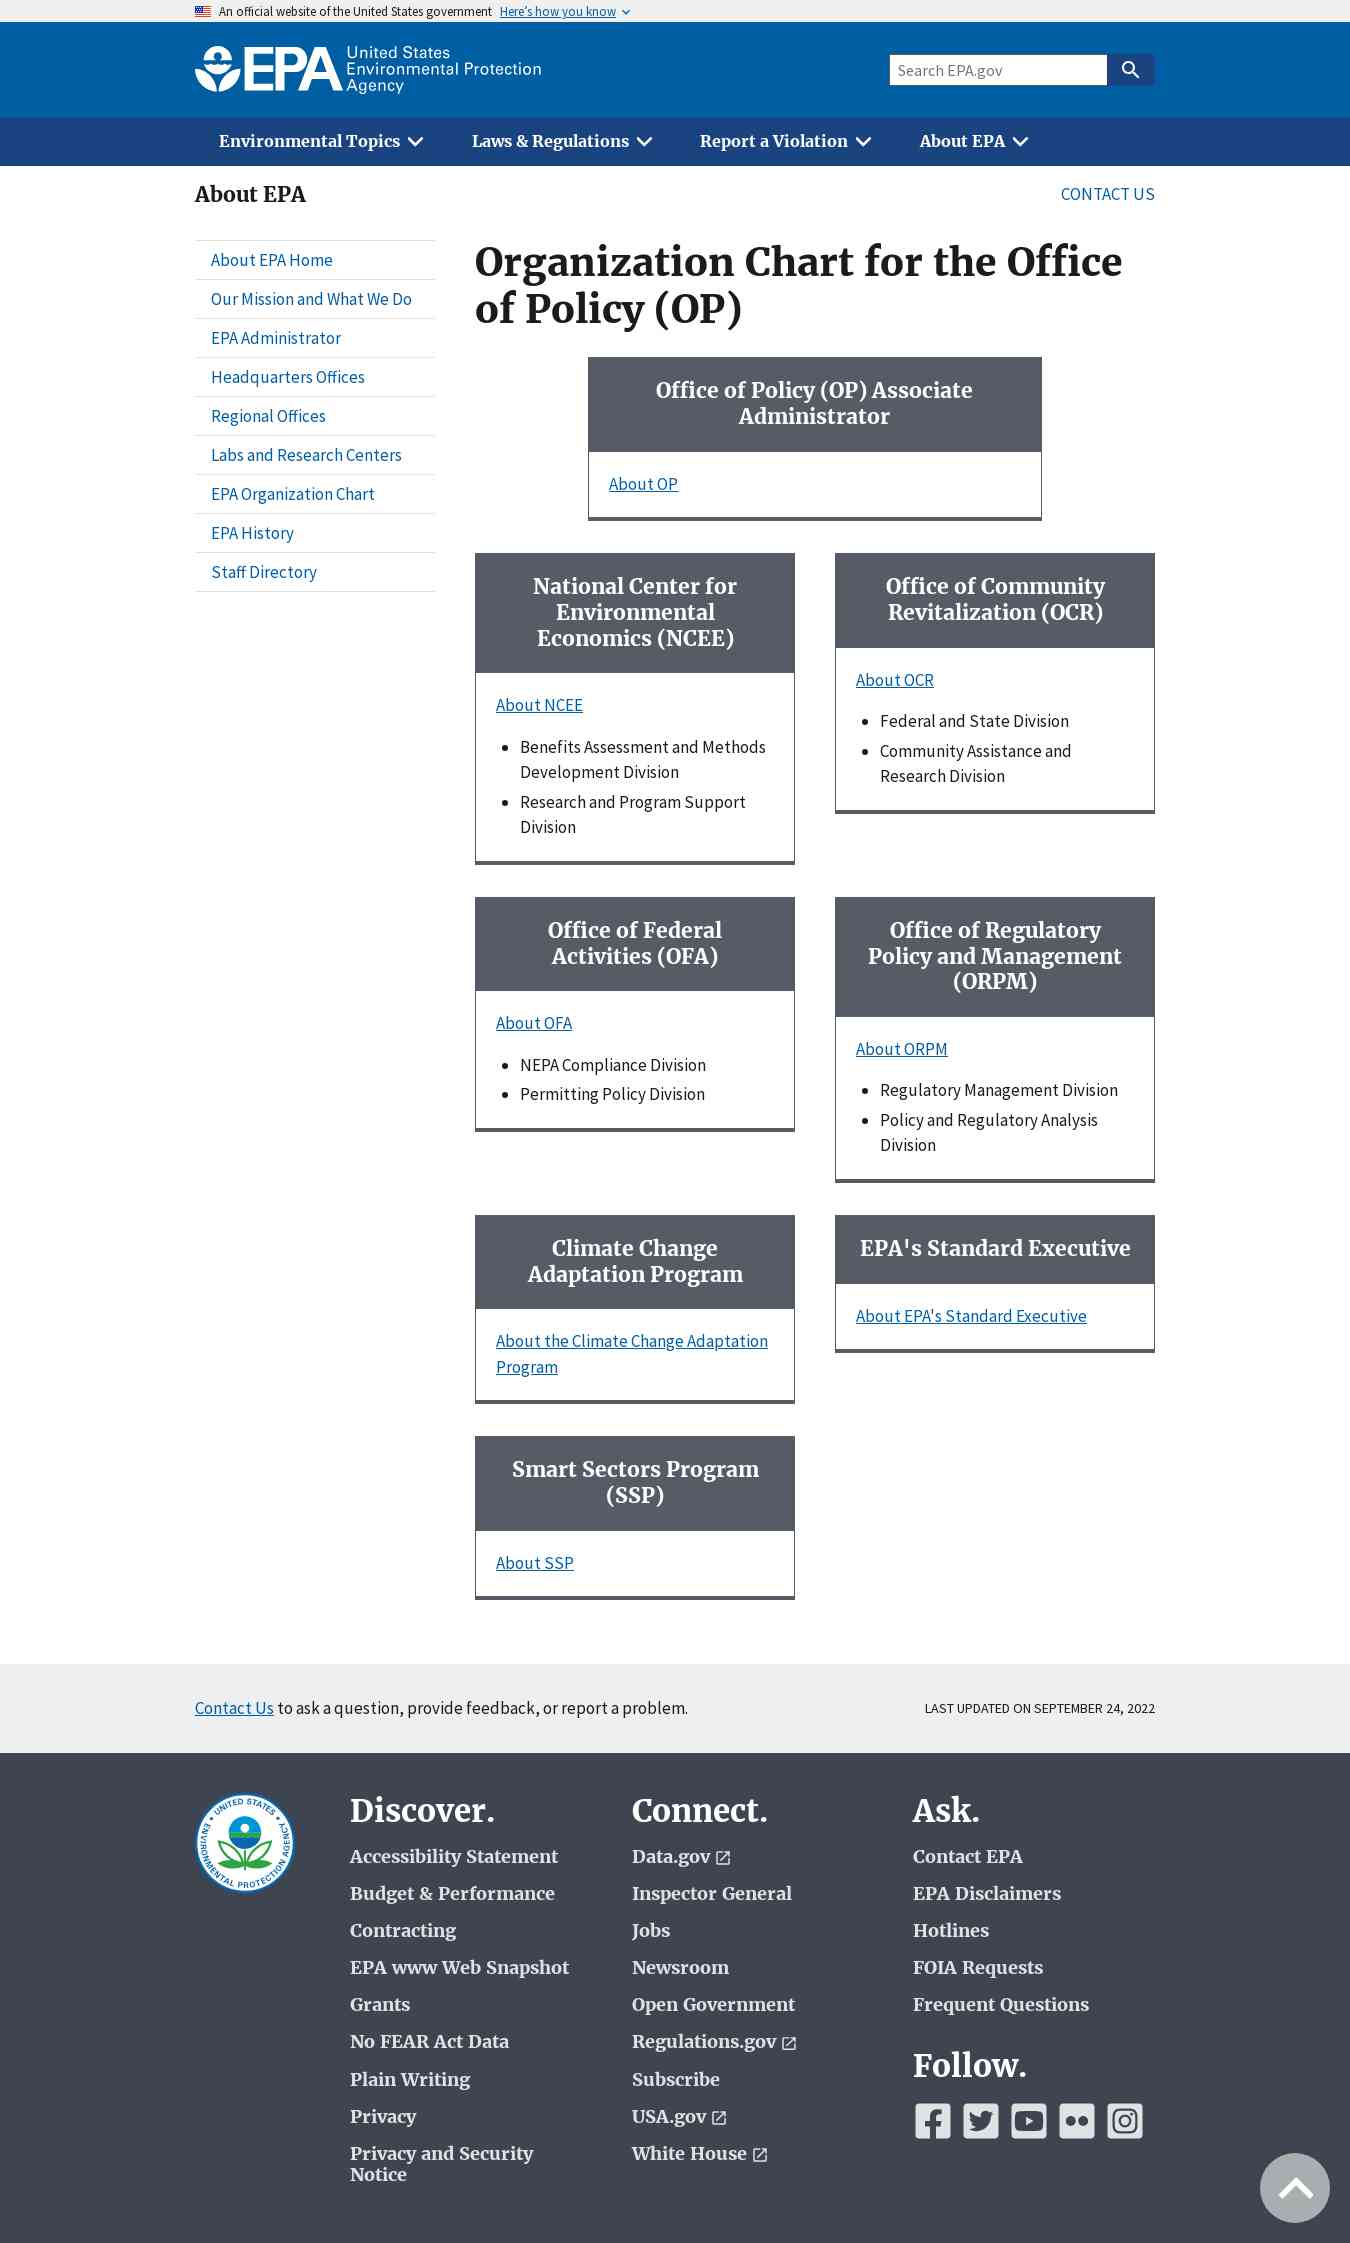 An official website of the United States government Here's how you know
EPA United States
Environmental Protection
Agency
Search EPA.gov
Environmental Topics
Laws & Regulations
Report a Violation
About EPA
About EPA
CONTACT US
About EPA Home
Our Mission and What We Do
EPA Administrator
Headquarters Offices
Regional Offices
Labs and Research Centers
EPA Organization Chart
EPA History
Staff Directory
Organization Chart for the Office
of Policy (OP)
Office of Policy (OP) Associate
Administrator
About OP
National Center for
Environmental
Economics (NCEE)
About NCEE
• Benefits Assessment and Methods
Development Division
• Research and Program Support
Division
Office of Community
Revitalization (OCR)
About OCR
• Federal and State Division
• Community Assistance and
Research Division
Office of Federal
Activities (OFA)
About OFA
• NEPA Compliance Division
• Permitting Policy Division
Office of Regulatory
Policy and Management
(ORPM)
About ORPM
• Regulatory Management Division
• Policy and Regulatory Analysis
Division
Climate Change
Adaptation Program
About the Climate Change Adaptation
Program
EPA's Standard Executive
About EPA's Standard Executive
Smart Sectors Program
(SSP)
About SSP
Contact Us to ask a question, provide feedback, or report a problem.
LAST UPDATED ON SEPTEMBER 24, 2022
UNITED STATES
ENVIRONMENTAL PROTECTION AGENCY
Discover.
Accessibility Statement
Budget & Performance
Contracting
EPA www Web Snapshot
Grants
No FEAR Act Data
Plain Writing
Privacy
Privacy and Security
Notice
Connect.
Data.gov
Inspector General
Jobs
Newsroom
Open Government
Regulations.gov
Subscribe
USA.gov
White House
Ask.
Contact EPA
EPA Disclaimers
Hotlines
FOIA Requests
Frequent Questions
Follow.